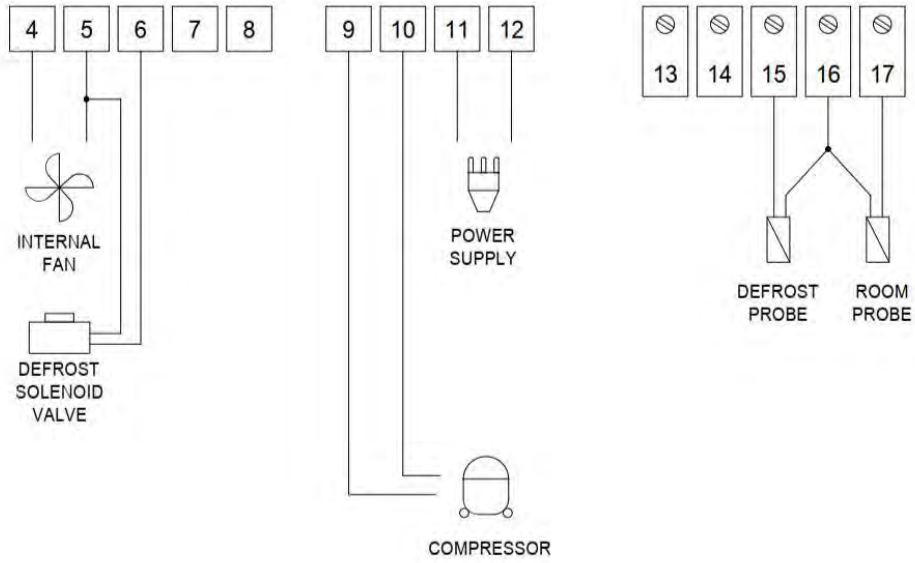 4 5 6 7 8 9 10 11 12
13 14 15 16 17
INTERNAL
FAN
POWER
SUPPLY
DEFROST
PROBE
ROOM
PROBE
DEFROST
SOLENOID
VALVE
COMPRESSOR